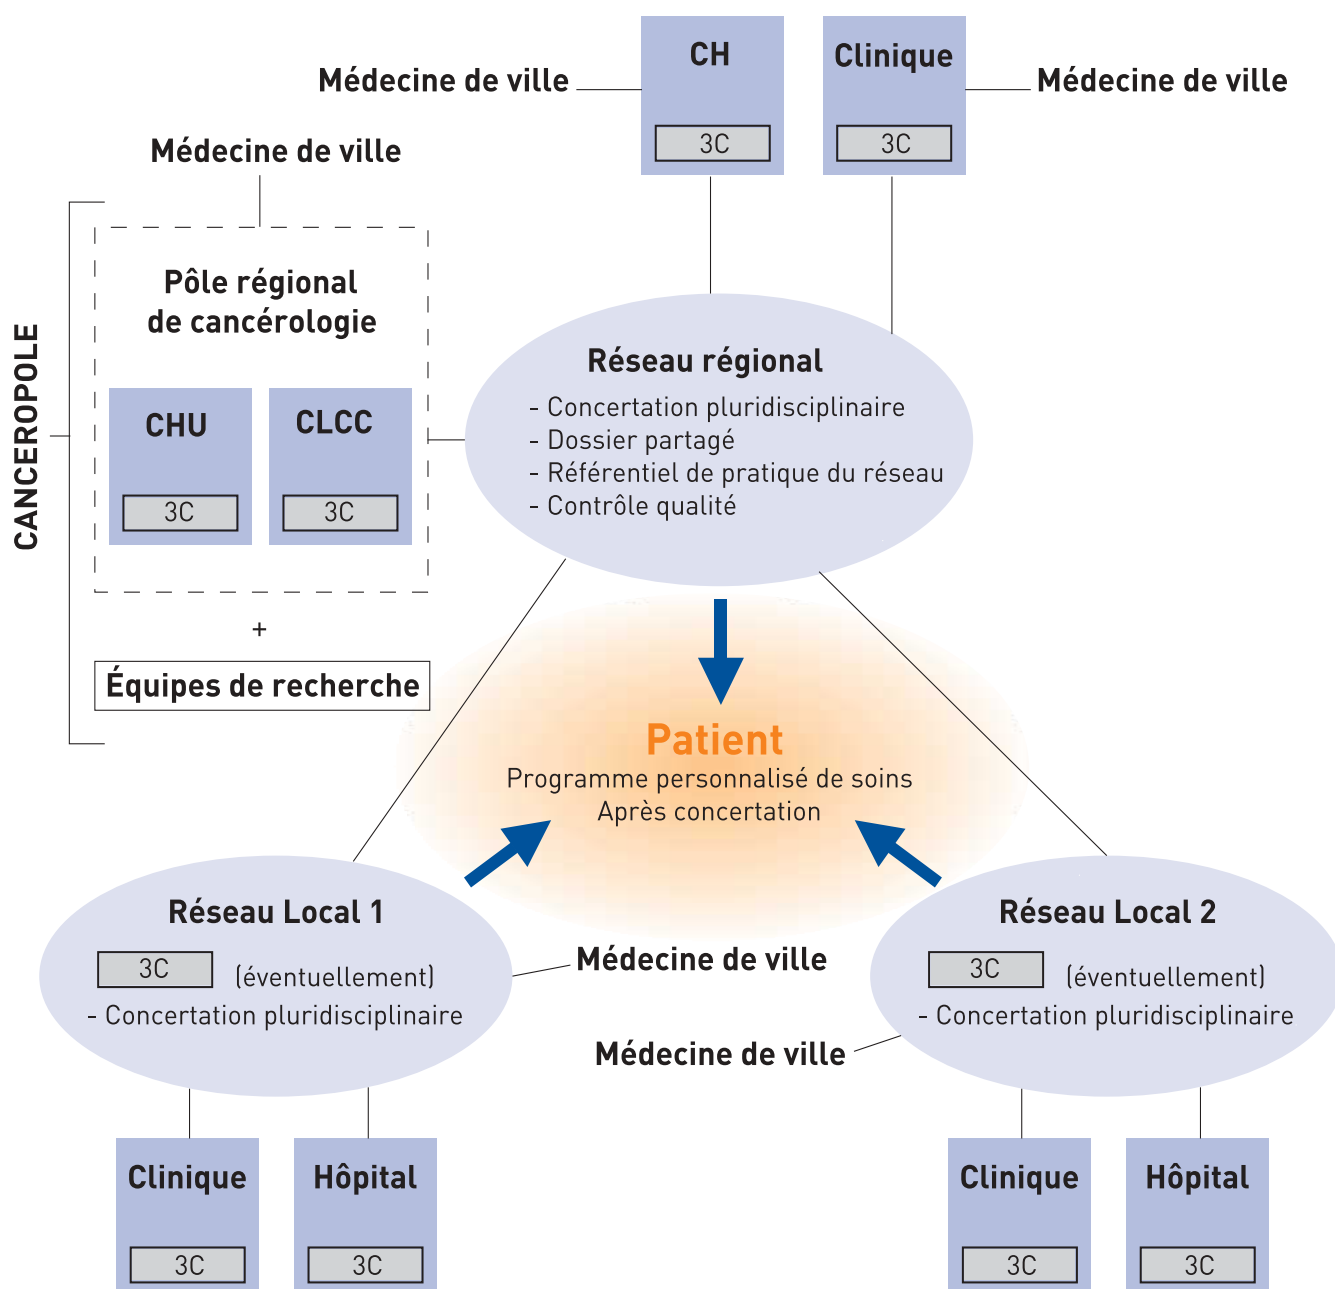 CH
Clinique
Médecine de ville
Médecine de ville
3C
3C
Médecine de ville
Pôle régional
de cancérologie
CANCEROPOLE
CHU
CLCC
3C
3C
+
Équipes de recherche
Réseau régional
- Concertation pluridisciplinaire
- Dossier partagé
- Référentiel de pratique du réseau
- Contrôle qualité
Patient
Programme personnalisé de soins
Après concertation
Réseau Local 1
3C (éventuellement)
- Concertation pluridisciplinaire
Médecine de ville
Réseau Local 2
3C (éventuellement)
- Concertation pluridisciplinaire
Médecine de ville
Clinique
Hôpital
3C
3C
Clinique
Hôpital
3C
3C